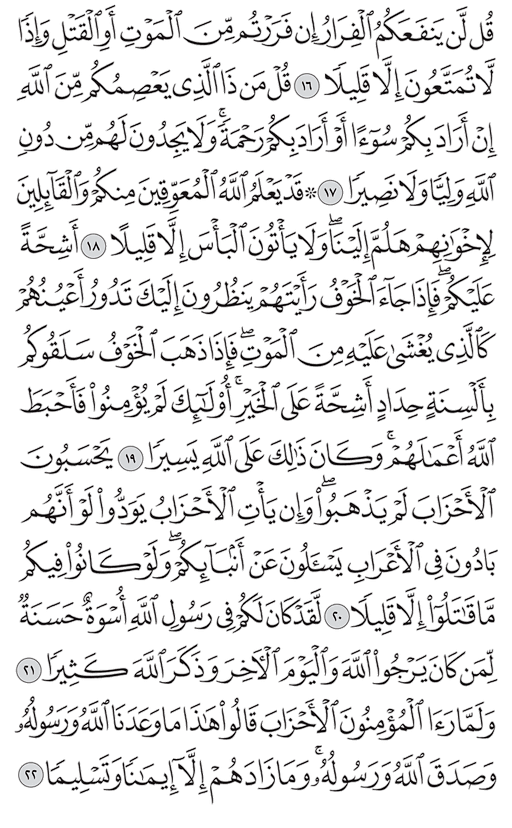 قُل لَّن يَنفَعَكُمُ ٱلْفِرَارُ إِن فَرَرْتُم مِّنَ ٱلْمَوْتِ أَوِ ٱلْقَتْلِ وَإِذًا
لَّا تُمَتَّعُونَ إِلَّا قَلِيلًا ١٦ قُلْ مَن ذَا ٱلَّذِى يَعْصِمُكُم مِّنَ ٱللَّهِ
إِنْ أَرَادَ بِكُمْ سُوٓءًا أَوْ أَرَادَ بِكُمْ رَحْمَةً ۚ وَلَا يَجِدُونَ لَهُم مِّن دُونِ
ٱللَّهِ وَلِيًّا وَلَا نَصِيرًا ١٧ ۞ قَدْ يَعْلَمُ ٱللَّهُ ٱلْمُعَوِّقِينَ مِنكُمْ وَٱلْقَآئِلِينَ
لِإِخْوَٰنِهِمْ هَلُمَّ إِلَيْنَا ۖ وَلَا يَأْتُونَ ٱلْبَأْسَ إِلَّا قَلِيلًا ١٨ أَشِحَّةً
عَلَيْكُمْ ۖ فَإِذَا جَآءَ ٱلْخَوْفُ رَأَيْتَهُمْ يَنظُرُونَ إِلَيْكَ تَدُورُ أَعْيُنُهُمْ
كَٱلَّذِى يُغْشَىٰ عَلَيْهِ مِنَ ٱلْمَوْتِ ۖ فَإِذَا ذَهَبَ ٱلْخَوْفُ سَلَقُوكُم
بِأَلْسِنَةٍ حِدَادٍ أَشِحَّةً عَلَى ٱلْخَيْرِ ۚ أُو۟لَٰٓئِكَ لَمْ يُؤْمِنُوا۟ فَأَحْبَطَ
ٱللَّهُ أَعْمَٰلَهُمْ ۚ وَكَانَ ذَٰلِكَ عَلَى ٱللَّهِ يَسِيرًا ١٩ يَحْسَبُونَ
ٱلْأَحْزَابَ لَمْ يَذْهَبُوا۟ ۖ وَإِن يَأْتِ ٱلْأَحْزَابُ يَوَدُّوا۟ لَوْ أَنَّهُم
بَادُونَ فِى ٱلْأَعْرَابِ يَسْـَٔلُونَ عَنْ أَنۢبَآئِكُمْ ۖ وَلَوْ كَانُوا۟ فِيكُم
مَّا قَٰتَلُوٓا۟ إِلَّا قَلِيلًا ٢٠ لَّقَدْ كَانَ لَكُمْ فِى رَسُولِ ٱللَّهِ أُسْوَةٌ حَسَنَةٌ
لِّمَن كَانَ يَرْجُوا۟ ٱللَّهَ وَٱلْيَوْمَ ٱلْـَٔاخِرَ وَذَكَرَ ٱللَّهَ كَثِيرًا ٢١
وَلَمَّا رَءَا ٱلْمُؤْمِنُونَ ٱلْأَحْزَابَ قَالُوا۟ هَٰذَا مَا وَعَدَنَا ٱللَّهُ وَرَسُولُهُۥ
وَصَدَقَ ٱللَّهُ وَرَسُولُهُۥ ۚ وَمَا زَادَهُمْ إِلَّآ إِيمَٰنًا وَتَسْلِيمًا ٢٢